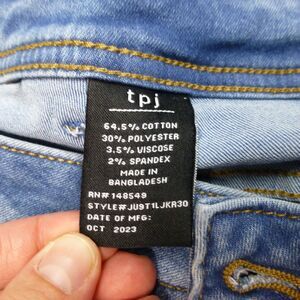 tpj
64.5% COTTON
30% POLYESTER
3.5% VISCOSE
2% SPANDEX
MADE IN
BANGLADESH
RN# 148549
STYLE#JU9T1LJKR30
DATE OF MFG:
OCT 2023